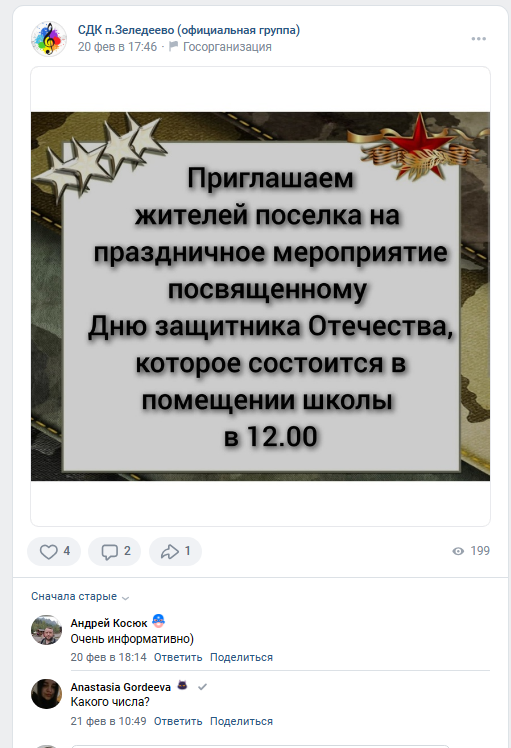 СДК п.Зеледеево (официальная группа)
20 фев в 17:46 · Госорганизация
Приглашаем
жителей поселка на
праздничное мероприятие
посвященному
Дню защитника Отечества,
которое состоится в
помещении школы
в 12.00
4
2
1
199
Сначала старые
Андрей Косюк
Очень информативно)
20 фев в 18:14 Ответить Поделиться
Anastasia Gordeeva
Какого числа?
21 фев в 10:49 Ответить Поделиться